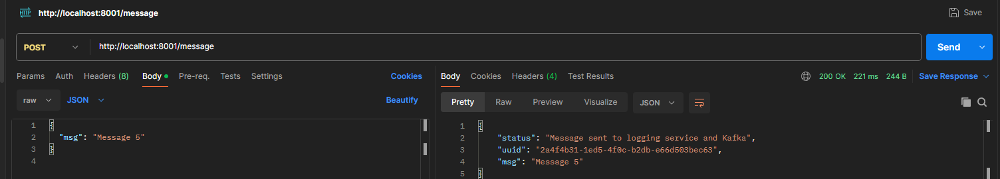 HTTP http://localhost:8001/message Save
POST http://localhost:8001/message Send
Params Auth Headers (8) Body Pre-req. Tests Settings Cookies
Body Cookies Headers (4) Test Results 200 OK 221 ms 244 B Save Response
raw JSON Beautify
Pretty Raw Preview Visualize JSON
1 {
2 "msg": "Message 5"
3 }
4
1 {
2 "status": "Message sent to logging service and Kafka",
3 "uuid": "2a4f4b31-1ed5-4f0c-b2db-e66d503bec63",
4 "msg": "Message 5"
5 }